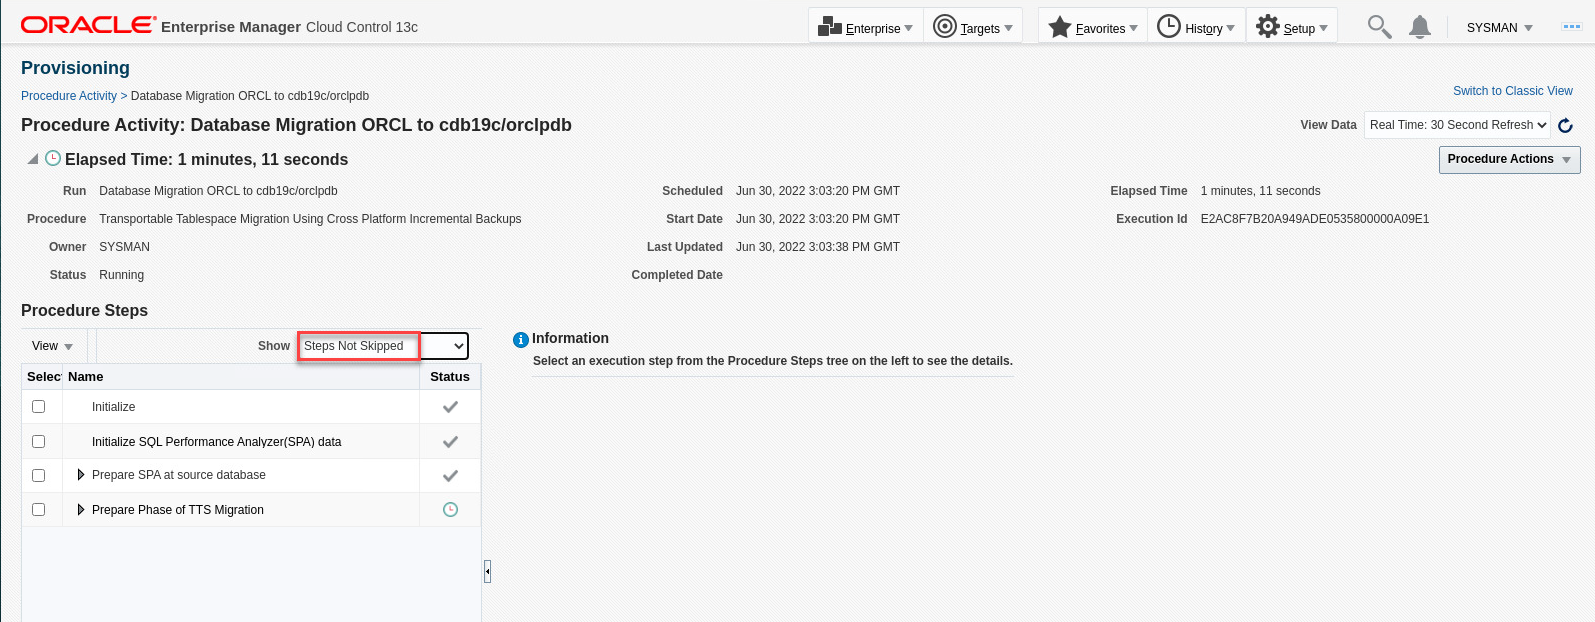 ORACLE Enterprise Manager Cloud Control 13c
Enterprise Targets Favorites History Setup SYSMAN
Provisioning
Procedure Activity > Database Migration ORCL to cdb19c/orclpdb
Switch to Classic View
Procedure Activity: Database Migration ORCL to cdb19c/orclpdb
View Data Real Time: 30 Second Refresh
Elapsed Time: 1 minutes, 11 seconds
Procedure Actions
Run Database Migration ORCL to cdb19c/orclpdb
Procedure Transportable Tablespace Migration Using Cross Platform Incremental Backups
Owner SYSMAN
Status Running
Scheduled Jun 30, 2022 3:03:20 PM GMT
Start Date Jun 30, 2022 3:03:20 PM GMT
Last Updated Jun 30, 2022 3:03:38 PM GMT
Completed Date
Elapsed Time 1 minutes, 11 seconds
Execution Id E2AC8F7B20A949ADE0535800000A09E1
Procedure Steps
View Show Steps Not Skipped
Selec Name Status
Initialize
Initialize SQL Performance Analyzer(SPA) data
Prepare SPA at source database
Prepare Phase of TTS Migration
Information
Select an execution step from the Procedure Steps tree on the left to see the details.